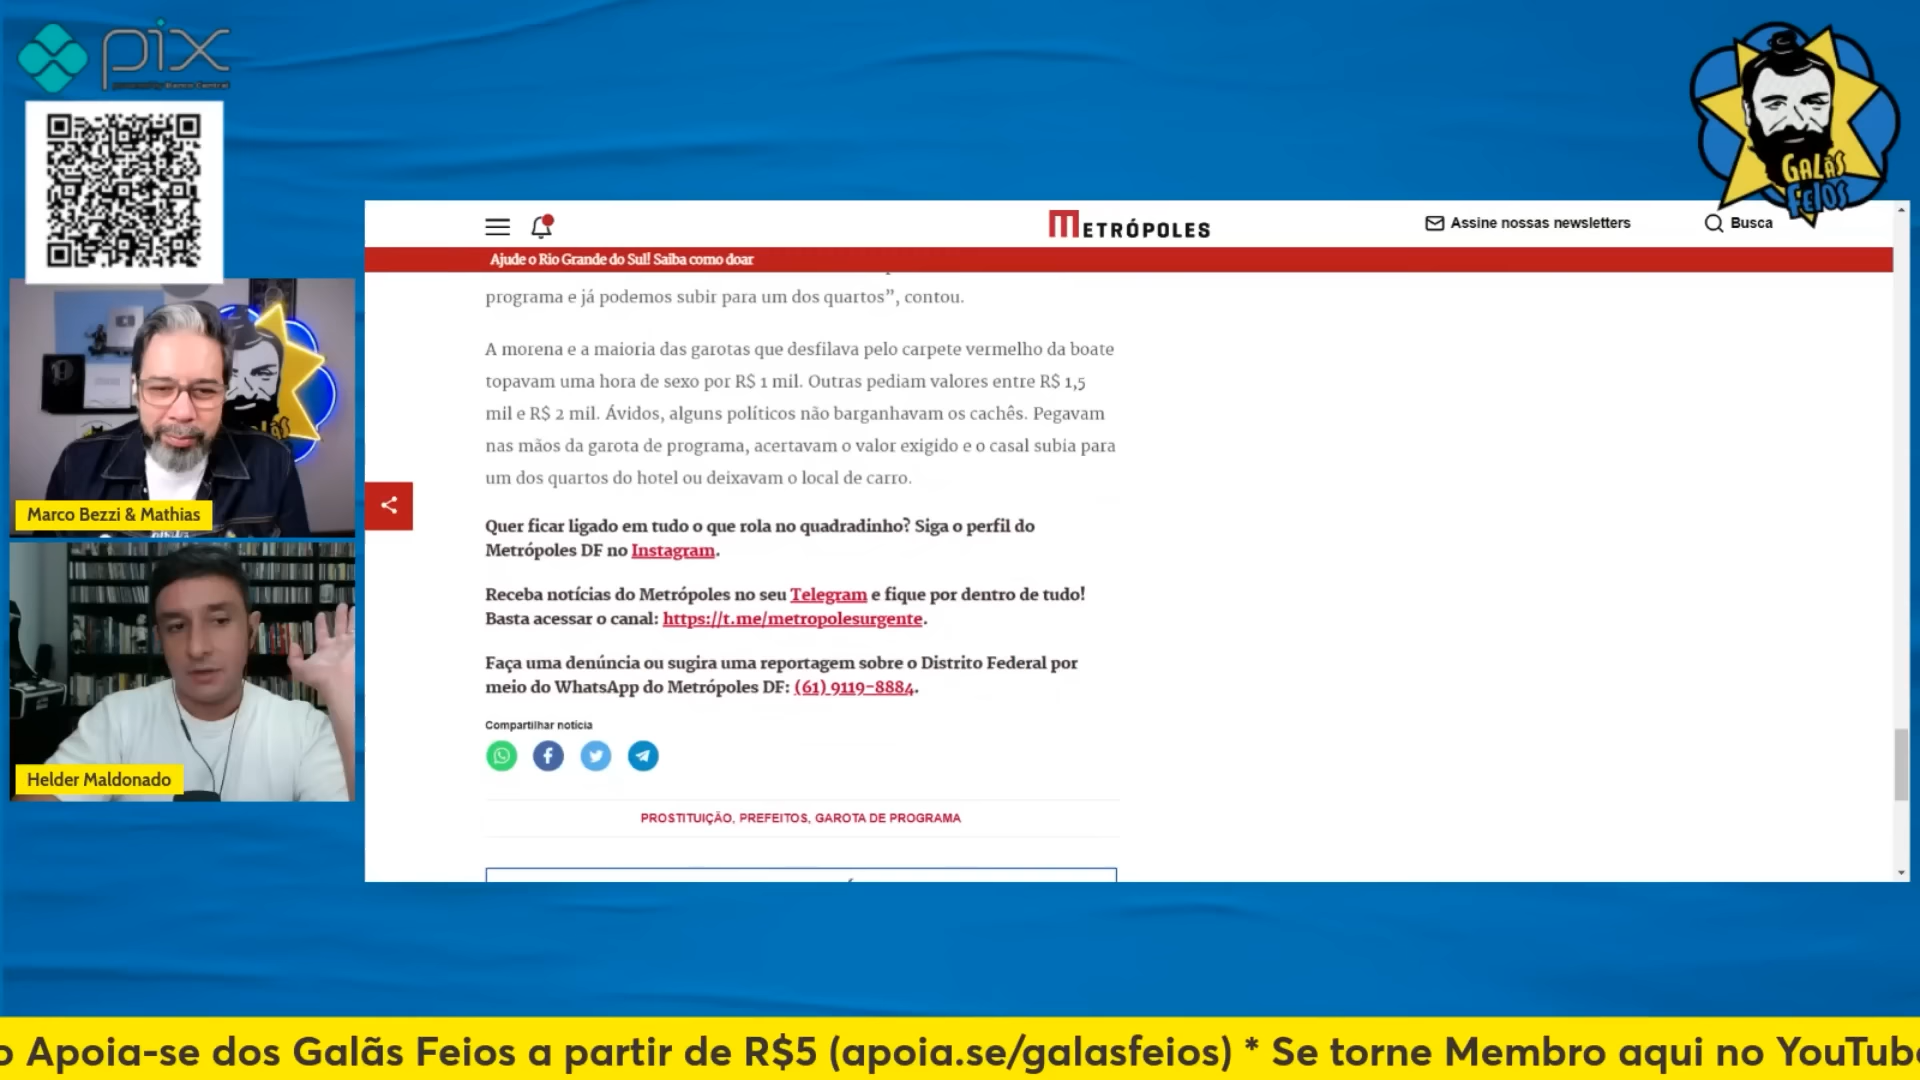 pix
powered by Banco Central
GALÃS
FEIOS
METRÓPOLES
Assine nossas newsletters
Busca
Ajude o Rio Grande do Sul! Saiba como doar
programa e já podemos subir para um dos quartos”, contou.
A morena e a maioria das garotas que desfilava pelo carpete vermelho da boate
topavam uma hora de sexo por R$ 1 mil. Outras pediam valores entre R$ 1,5
mil e R$ 2 mil. Ávidos, alguns políticos não barganhavam os cachês. Pegavam
nas mãos da garota de programa, acertavam o valor exigido e o casal subia para
um dos quartos do hotel ou deixavam o local de carro.
Quer ficar ligado em tudo o que rola no quadradinho? Siga o perfil do
Metrópoles DF no Instagram.
Receba notícias do Metrópoles no seu Telegram e fique por dentro de tudo!
Basta acessar o canal: https://t.me/metropolesurgente.
Faça uma denúncia ou sugira uma reportagem sobre o Distrito Federal por
meio do WhatsApp do Metrópoles DF: (61) 9119-8884.
Compartilhar notícia
PROSTITUIÇÃO, PREFEITOS, GAROTA DE PROGRAMA
Marco Bezzi & Mathias
Helder Maldonado
o Apoia-se dos Galãs Feios a partir de R$5 (apoia.se/galasfeios) * Se torne Membro aqui no YouTube